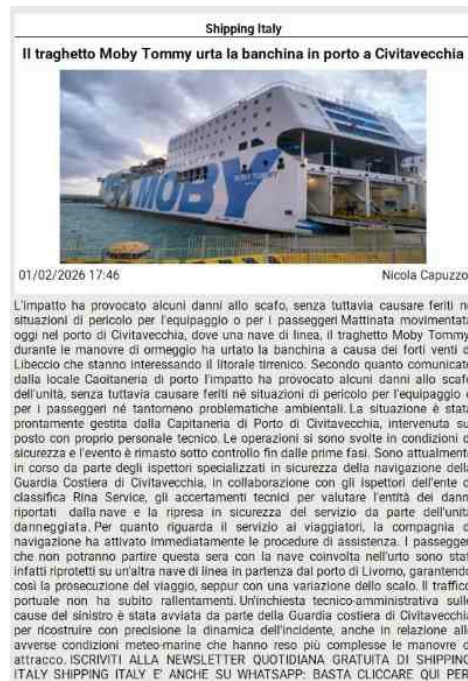 Shipping Italy
Il traghetto Moby Tommy urta la banchina in porto a Civitavecchia
MOBY
MOBY TOMMY
01/02/2026 17:46
Nicola Capuzzo
L'impatto ha provocato alcuni danni allo scafo, senza tuttavia causare feriti n
situazioni di pericolo per l'equipaggio o per i passeggeri Mattinata movimentata
oggi nel porto di Civitavecchia, dove una nave di linea, il traghetto Moby Tommy,
durante le manovre di ormeggio ha urtato la banchina a causa dei forti venti d
Libeccio che stanno interessando il litorale tirrenico. Secondo quanto comunicato
dalla locale Caoitaneria di porto l'impatto ha provocato alcuni danni allo scafo
dell'unità, senza tuttavia causare feriti né situazioni di pericolo per l'equipaggio o
per i passeggeri né tantomeno problematiche ambientali. La situazione è stata
prontamente gestita dalla Capitaneria di Porto di Civitavecchia, intervenuta su
posto con proprio personale tecnico. Le operazioni si sono svolte in condizioni d
sicurezza e l'evento è rimasto sotto controllo fin dalle prime fasi. Sono attualmente
in corso da parte degli ispettori specializzati in sicurezza della navigazione della
Guardia Costiera di Civitavecchia, in collaborazione con gli ispettori dell'ente d
classifica Rina Service, gli accertamenti tecnici per valutare l'entità dei dann
riportati dalla nave e la ripresa in sicurezza del servizio da parte dell'unità
danneggiata. Per quanto riguarda il servizio ai viaggiatori, la compagnia d
navigazione ha attivato immediatamente le procedure di assistenza. I passegger
che non potranno partire questa sera con la nave coinvolta nell'urto sono stat
infatti riprotetti su un'altra nave di linea in partenza dal porto di Livorno, garantendo
così la prosecuzione del viaggio, seppur con una variazione dello scalo. Il traffico
portuale non ha subito rallentamenti. Un'inchiesta tecnico-amministrativa sulle
cause del sinistro è stata avviata da parte della Guardia costiera di Civitavecchia
per ricostruire con precisione la dinamica dell'incidente, anche in relazione alle
avverse condizioni meteo-marine che hanno reso più complesse le manovre d
attracco. ISCRIVITI ALLA NEWSLETTER QUOTIDIANA GRATUITA DI SHIPPING
ITALY SHIPPING ITALY E' ANCHE SU WHATSAPP: BASTA CLICCARE QUI PER